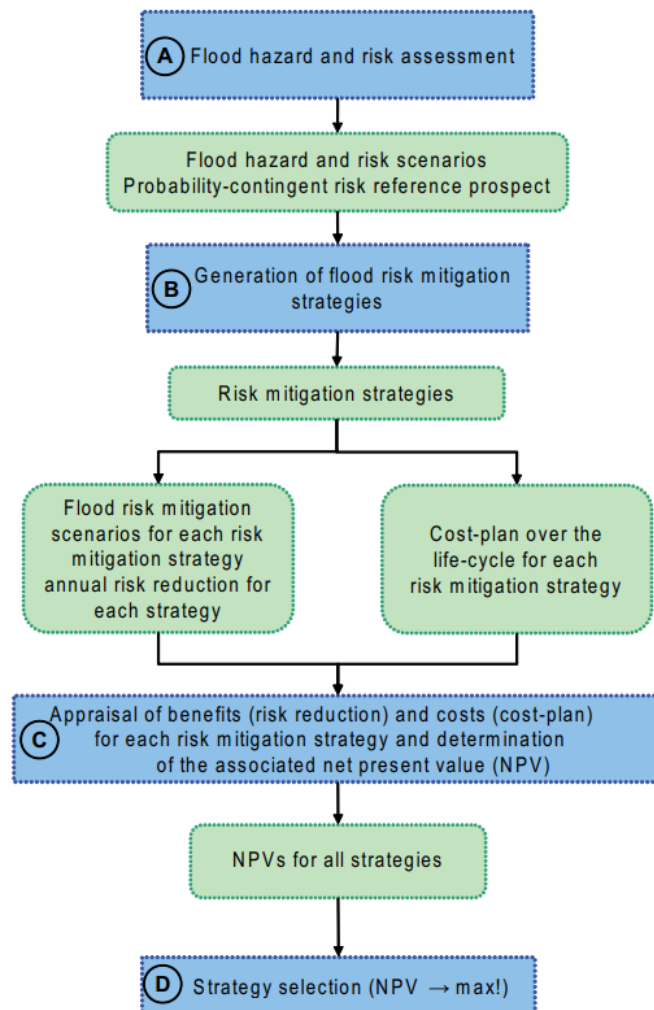 A Flood hazard and risk assessment
Flood hazard and risk scenarios
Probability-contingent risk reference prospect
B Generation of flood risk mitigation
strategies
Risk mitigation strategies
Flood risk mitigation
scenarios for each risk
mitigation strategy
annual risk reduction for
each strategy
Cost-plan over the
life-cycle for each
risk mitigation strategy
Appraisal of benefits (risk reduction) and costs (cost-plan)
C for each risk mitigation strategy and determination
of the associated net present value (NPV)
NPVs for all strategies
D Strategy selection (NPV → max!)